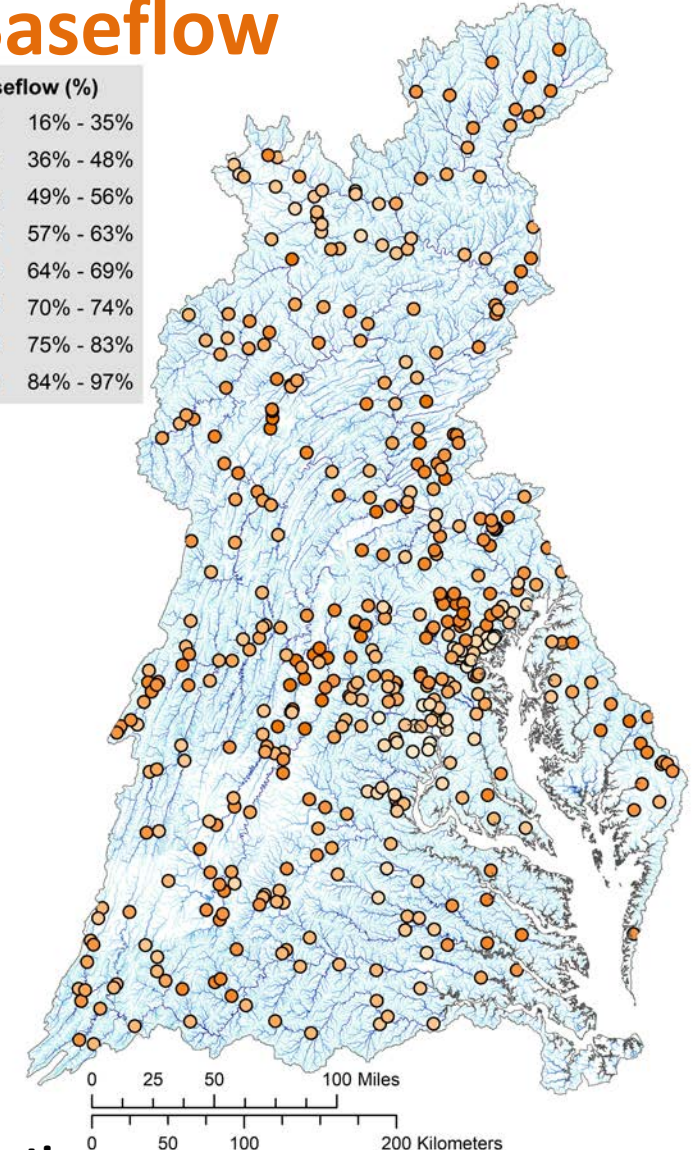 aseflow
seflow (%)
16% - 35%
36% - 48%
49% - 56%
57% - 63%
64% - 69%
70% - 74%
75% - 83%
84% - 97%
0 25 50 100 Miles
0 50 100 200 Kilometers